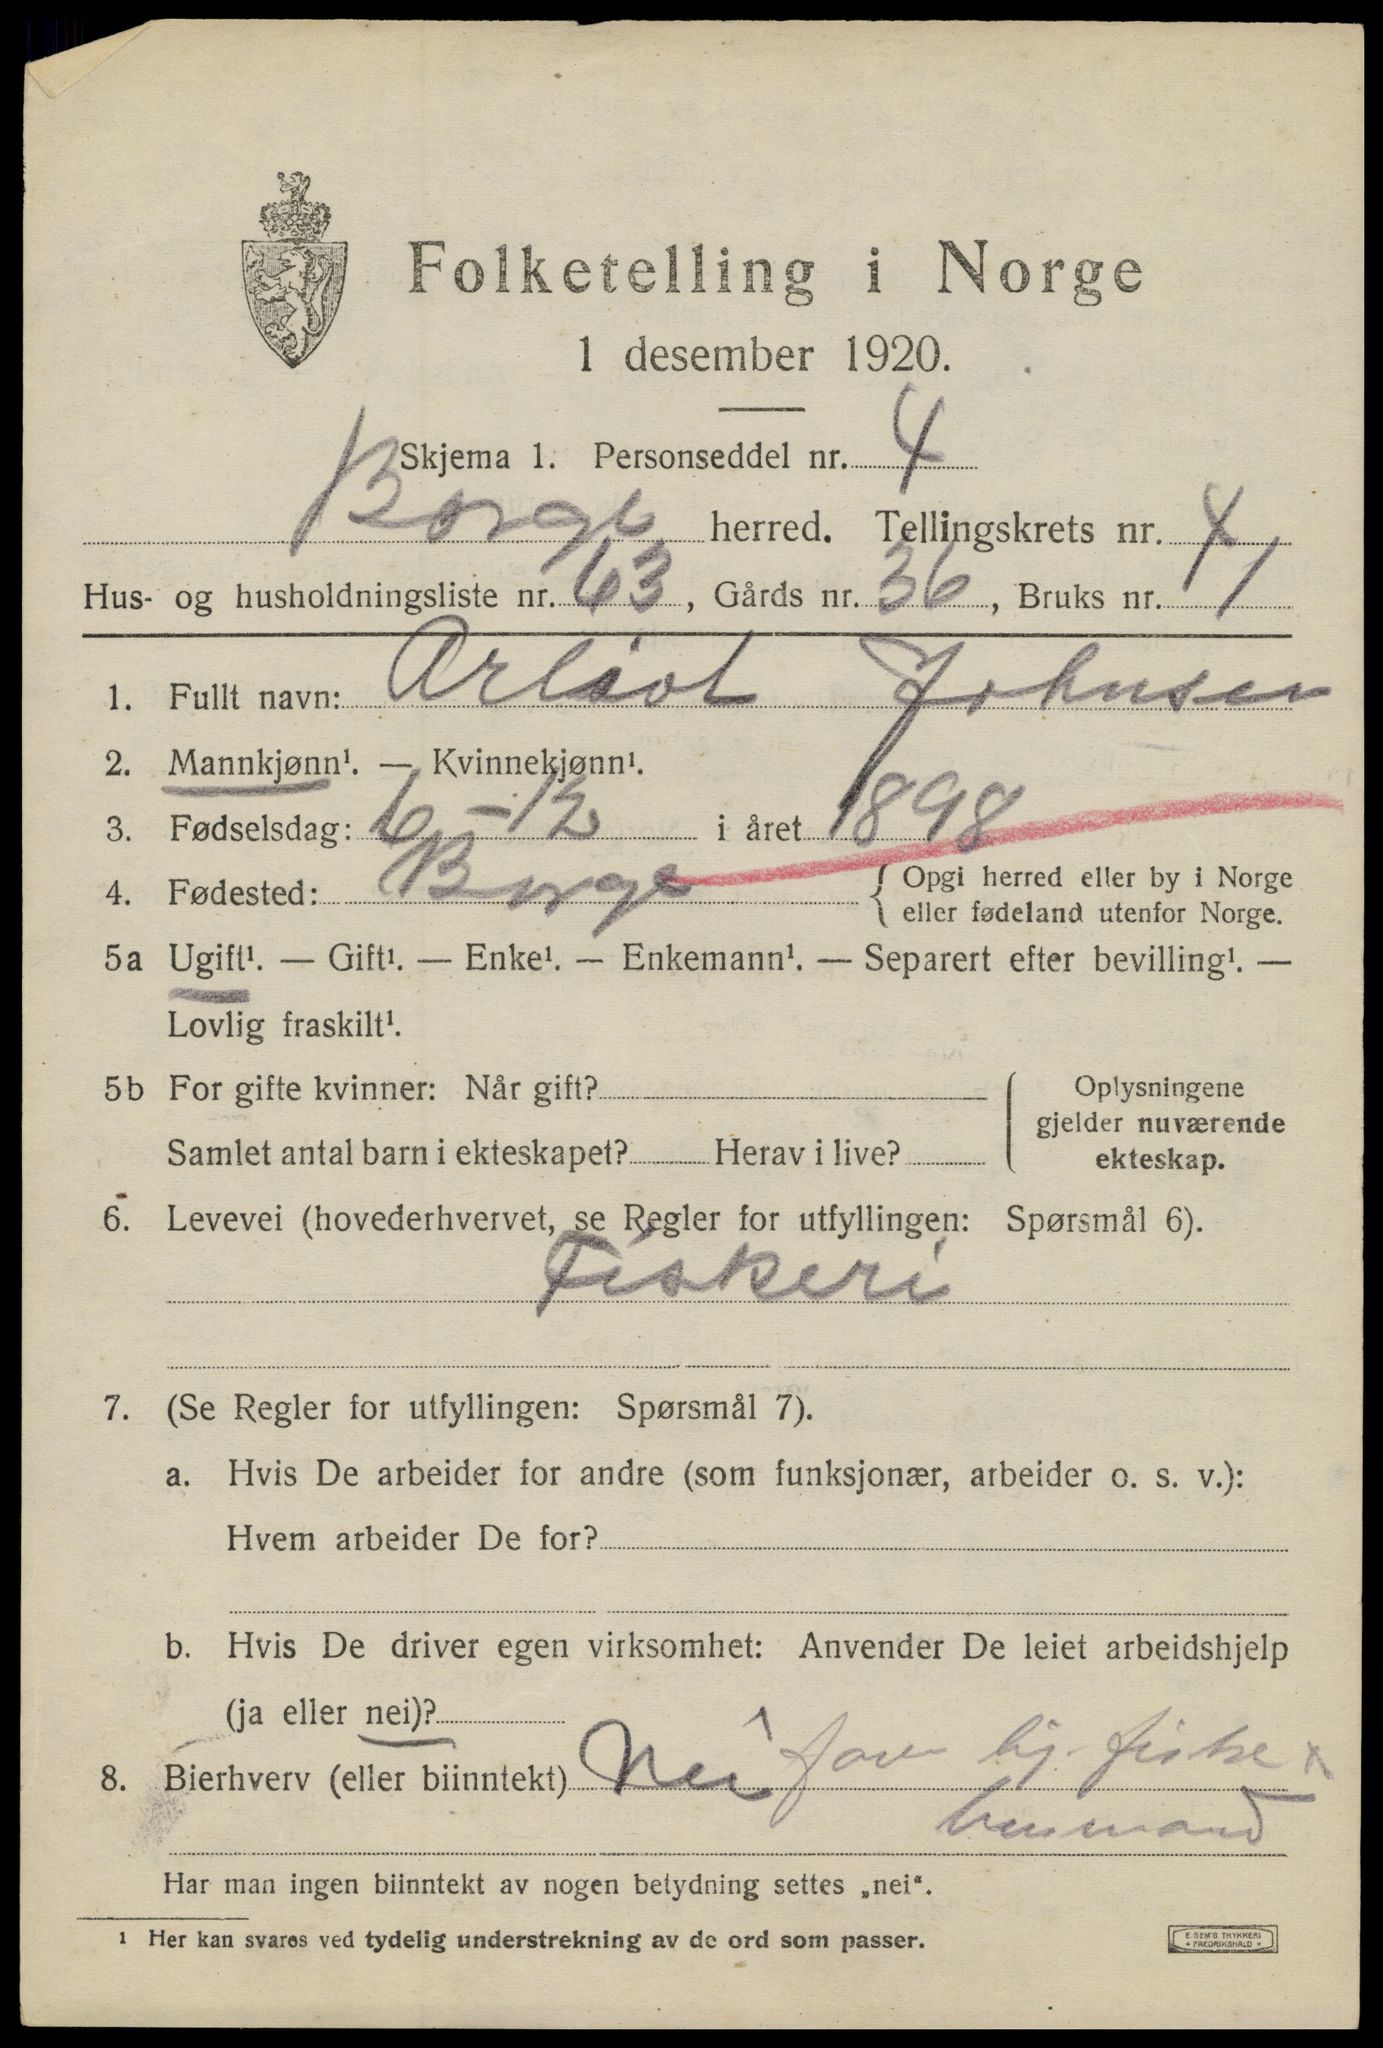 Folketelling i Norge
1 desember 1920.
Skjema 1. Personseddel nr. 4
Borge herred. Tellingskrets nr. 4
Hus- og husholdningsliste nr. 63, Gårds nr. 36, Bruks nr. 1
1. Fullt navn: Johnsen
2. Mannkjønn¹. — Kvinnekjønn¹.
3. Fødselsdag: 6-12 i året 1898
4. Fødested: Borge { Opgi herred eller by i Norge
eller fødeland utenfor Norge.
5a Ugift¹. — Gift¹. — Enke¹. — Enkemann¹. — Separert efter bevilling¹. —
Lovlig fraskilt¹.
5b For gifte kvinner: Når gift?
Samlet antal barn i ekteskapet? Herav i live?
Oplysningene
gjelder nuværende
ekteskap.
6. Levevei (hovederhvervet, se Regler for utfyllingen: Spørsmål 6).
Fiskeri
7. (Se Regler for utfyllingen: Spørsmål 7).
a. Hvis De arbeider for andre (som funksjonær, arbeider o. s. v.):
Hvem arbeider De for?
b. Hvis De driver egen virksomhet: Anvender De leiet arbeidshjelp
(ja eller nei)?
8. Bierhverv (eller biinntekt) Nei far hj. fisker
husmand
Har man ingen biinntekt av nogen betydning settes „nei“.
¹ Her kan svares ved tydelig understrekning av de ord som passer.
E. SEM'S TRYKKERI
* FREDRIKSHALD *